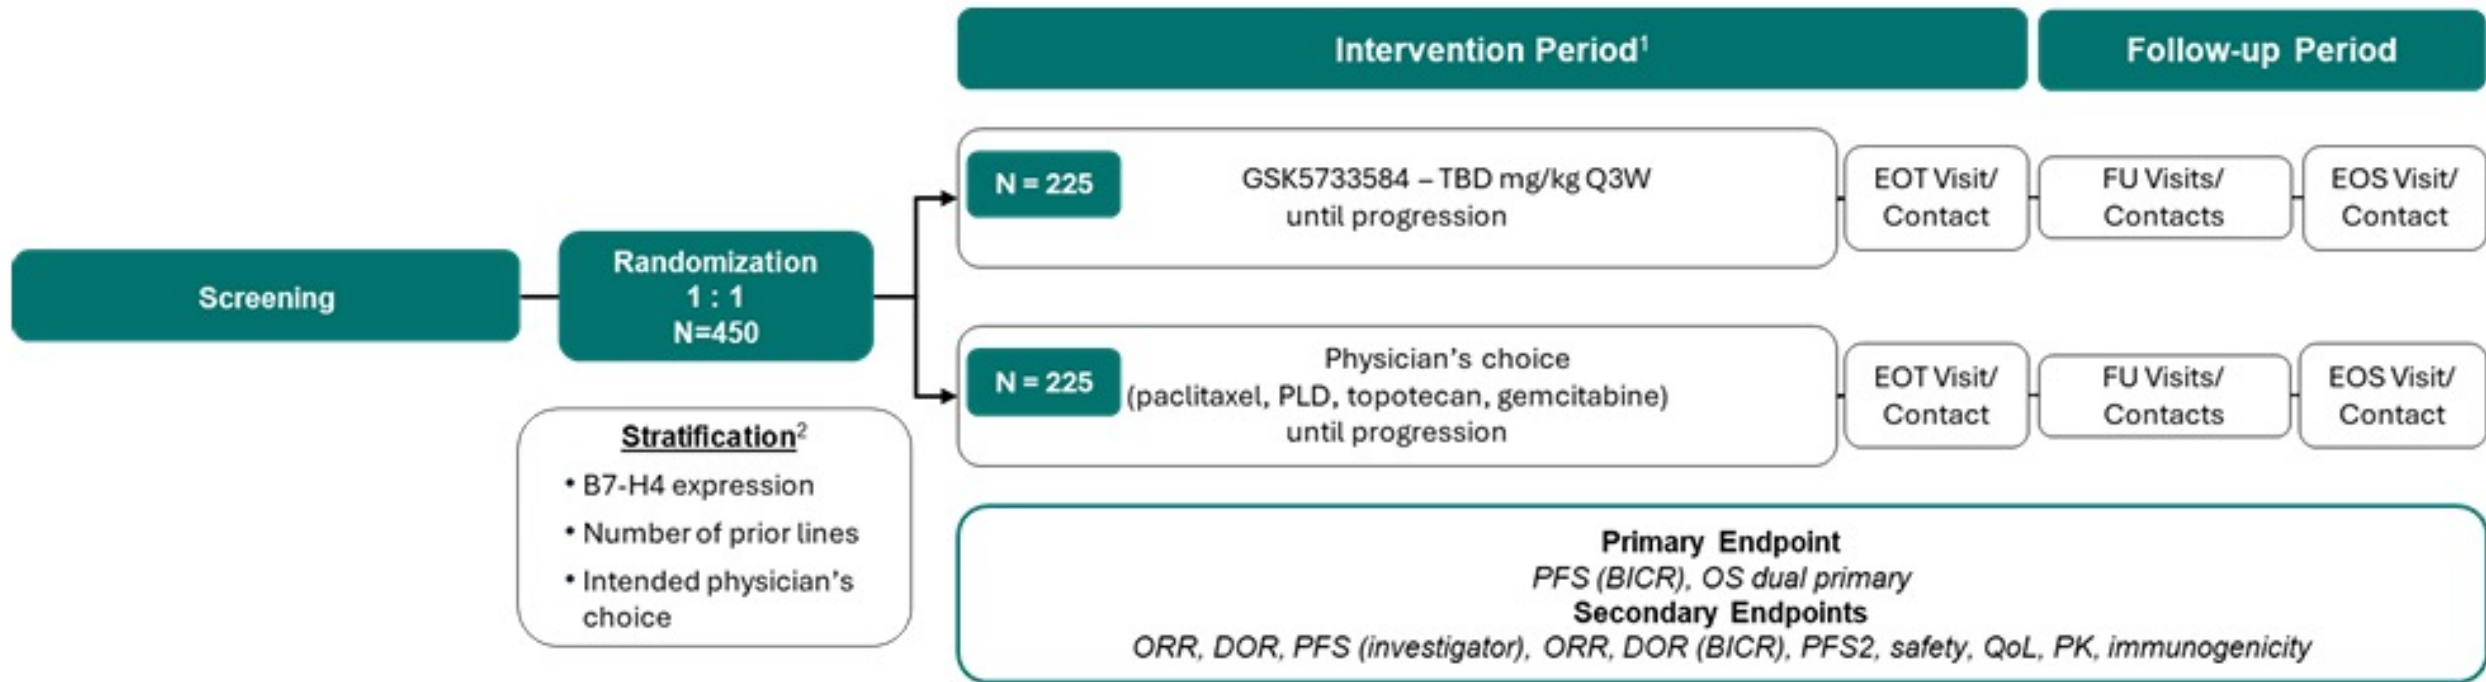 Intervention Period¹
Follow-up Period
Screening
Randomization
1 : 1
N=450
Stratification²
• B7-H4 expression
• Number of prior lines
• Intended physician's
choice
N = 225
GSK5733584 – TBD mg/kg Q3W
until progression
EOT Visit/
Contact
FU Visits/
Contacts
EOS Visit/
Contact
N = 225
Physician's choice
(paclitaxel, PLD, topotecan, gemcitabine)
until progression
EOT Visit/
Contact
FU Visits/
Contacts
EOS Visit/
Contact
Primary Endpoint
PFS (BICR), OS dual primary
Secondary Endpoints
ORR, DOR, PFS (investigator), ORR, DOR (BICR), PFS2, safety, QoL, PK, immunogenicity